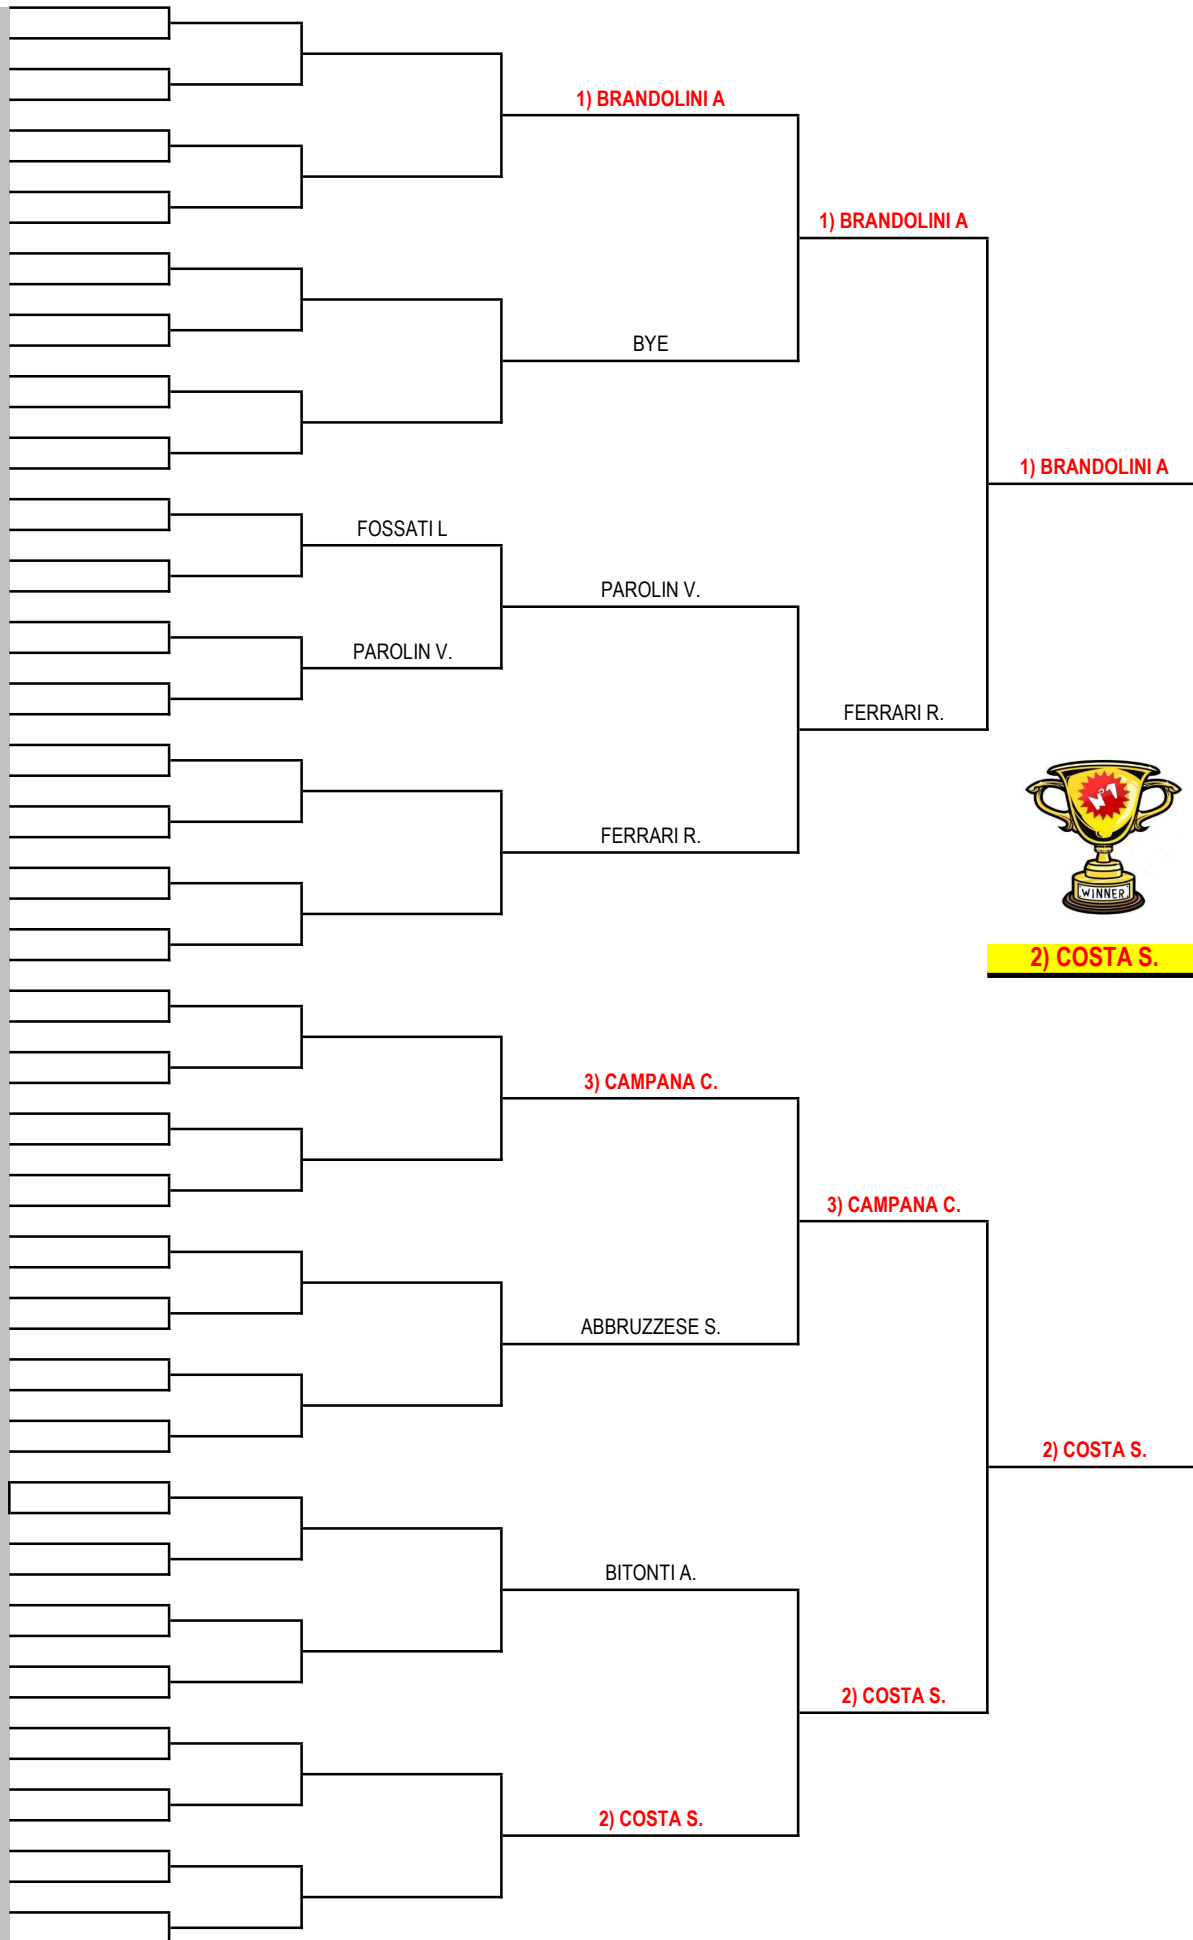 1) BRANDOLINI A
1) BRANDOLINI A
BYE
1) BRANDOLINI A
FOSSATI L
PAROLIN V.
PAROLIN V.
FERRARI R.
N°1
FERRARI R.
WINNER
2) COSTA S.
3) CAMPANA C.
3) CAMPANA C.
ABBRUZZESE S.
2) COSTA S.
BITONTI A.
2) COSTA S.
2) COSTA S.